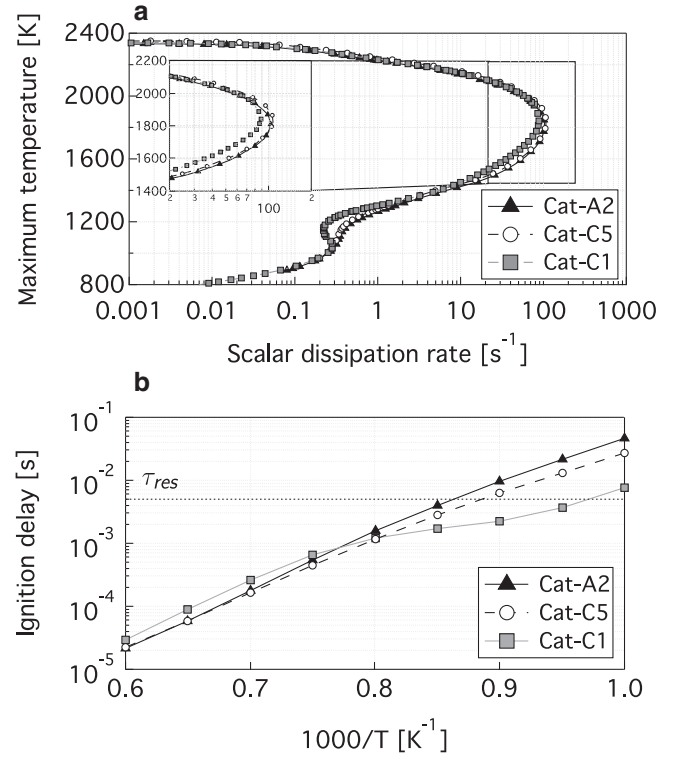 a
Maximum temperature [K]
2400
2000
1600
1200
800
2200
2000
1800
1600
1400
2 3 4 5 6 7 8 100 2
Cat-A2
Cat-C5
Cat-C1
0.001 0.01 0.1 1 10 100 1000
Scalar dissipation rate [s⁻¹]
b
Ignition delay [s]
10⁻¹
10⁻²
10⁻³
10⁻⁴
10⁻⁵
τres
Cat-A2
Cat-C5
Cat-C1
0.6 0.7 0.8 0.9 1.0
1000/T [K⁻¹]